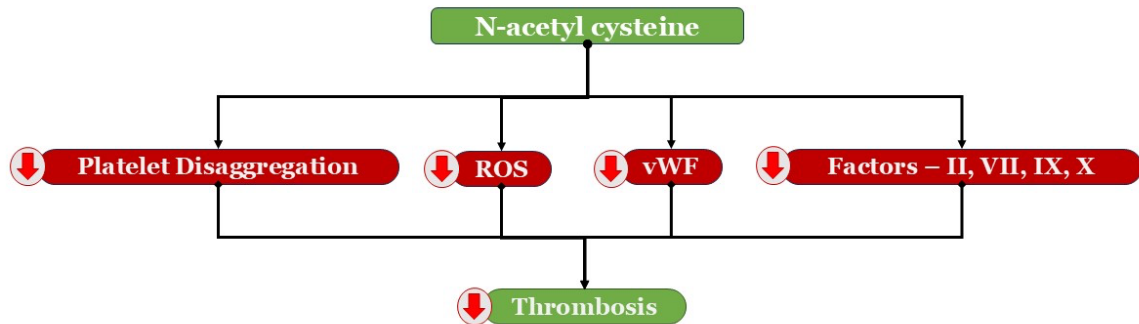 N-acetyl cysteine
Platelet Disaggregation
ROS
vWF
Factors – II, VII, IX, X
Thrombosis